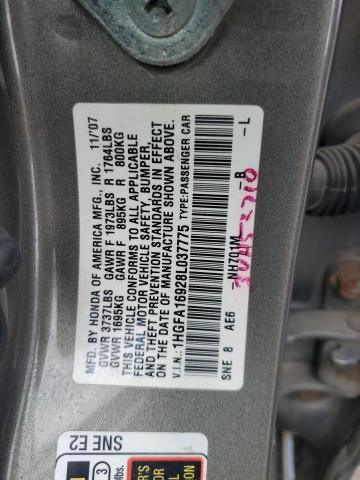 MFD. BY HONDA OF AMERICA MFG., INC. 11/'07
GVWR 3737LBS GAWR F 1973LBS R 1764LBS
GVWR 1695KG GAWR F 895KG R 800KG
THIS VEHICLE CONFORMS TO ALL APPLICABLE
FEDERAL MOTOR VEHICLE SAFETY, BUMPER,
AND THEFT PREVENTION STANDARDS IN EFFECT
ON THE DATE OF MANUFACTURE SHOWN ABOVE.
V.I.N.: 1HGFA16928L037775 TYPE:PASSENGER CAR
NH701M -B -L
SNE 8 AE6
SNE E2
3
lbs.
R'S